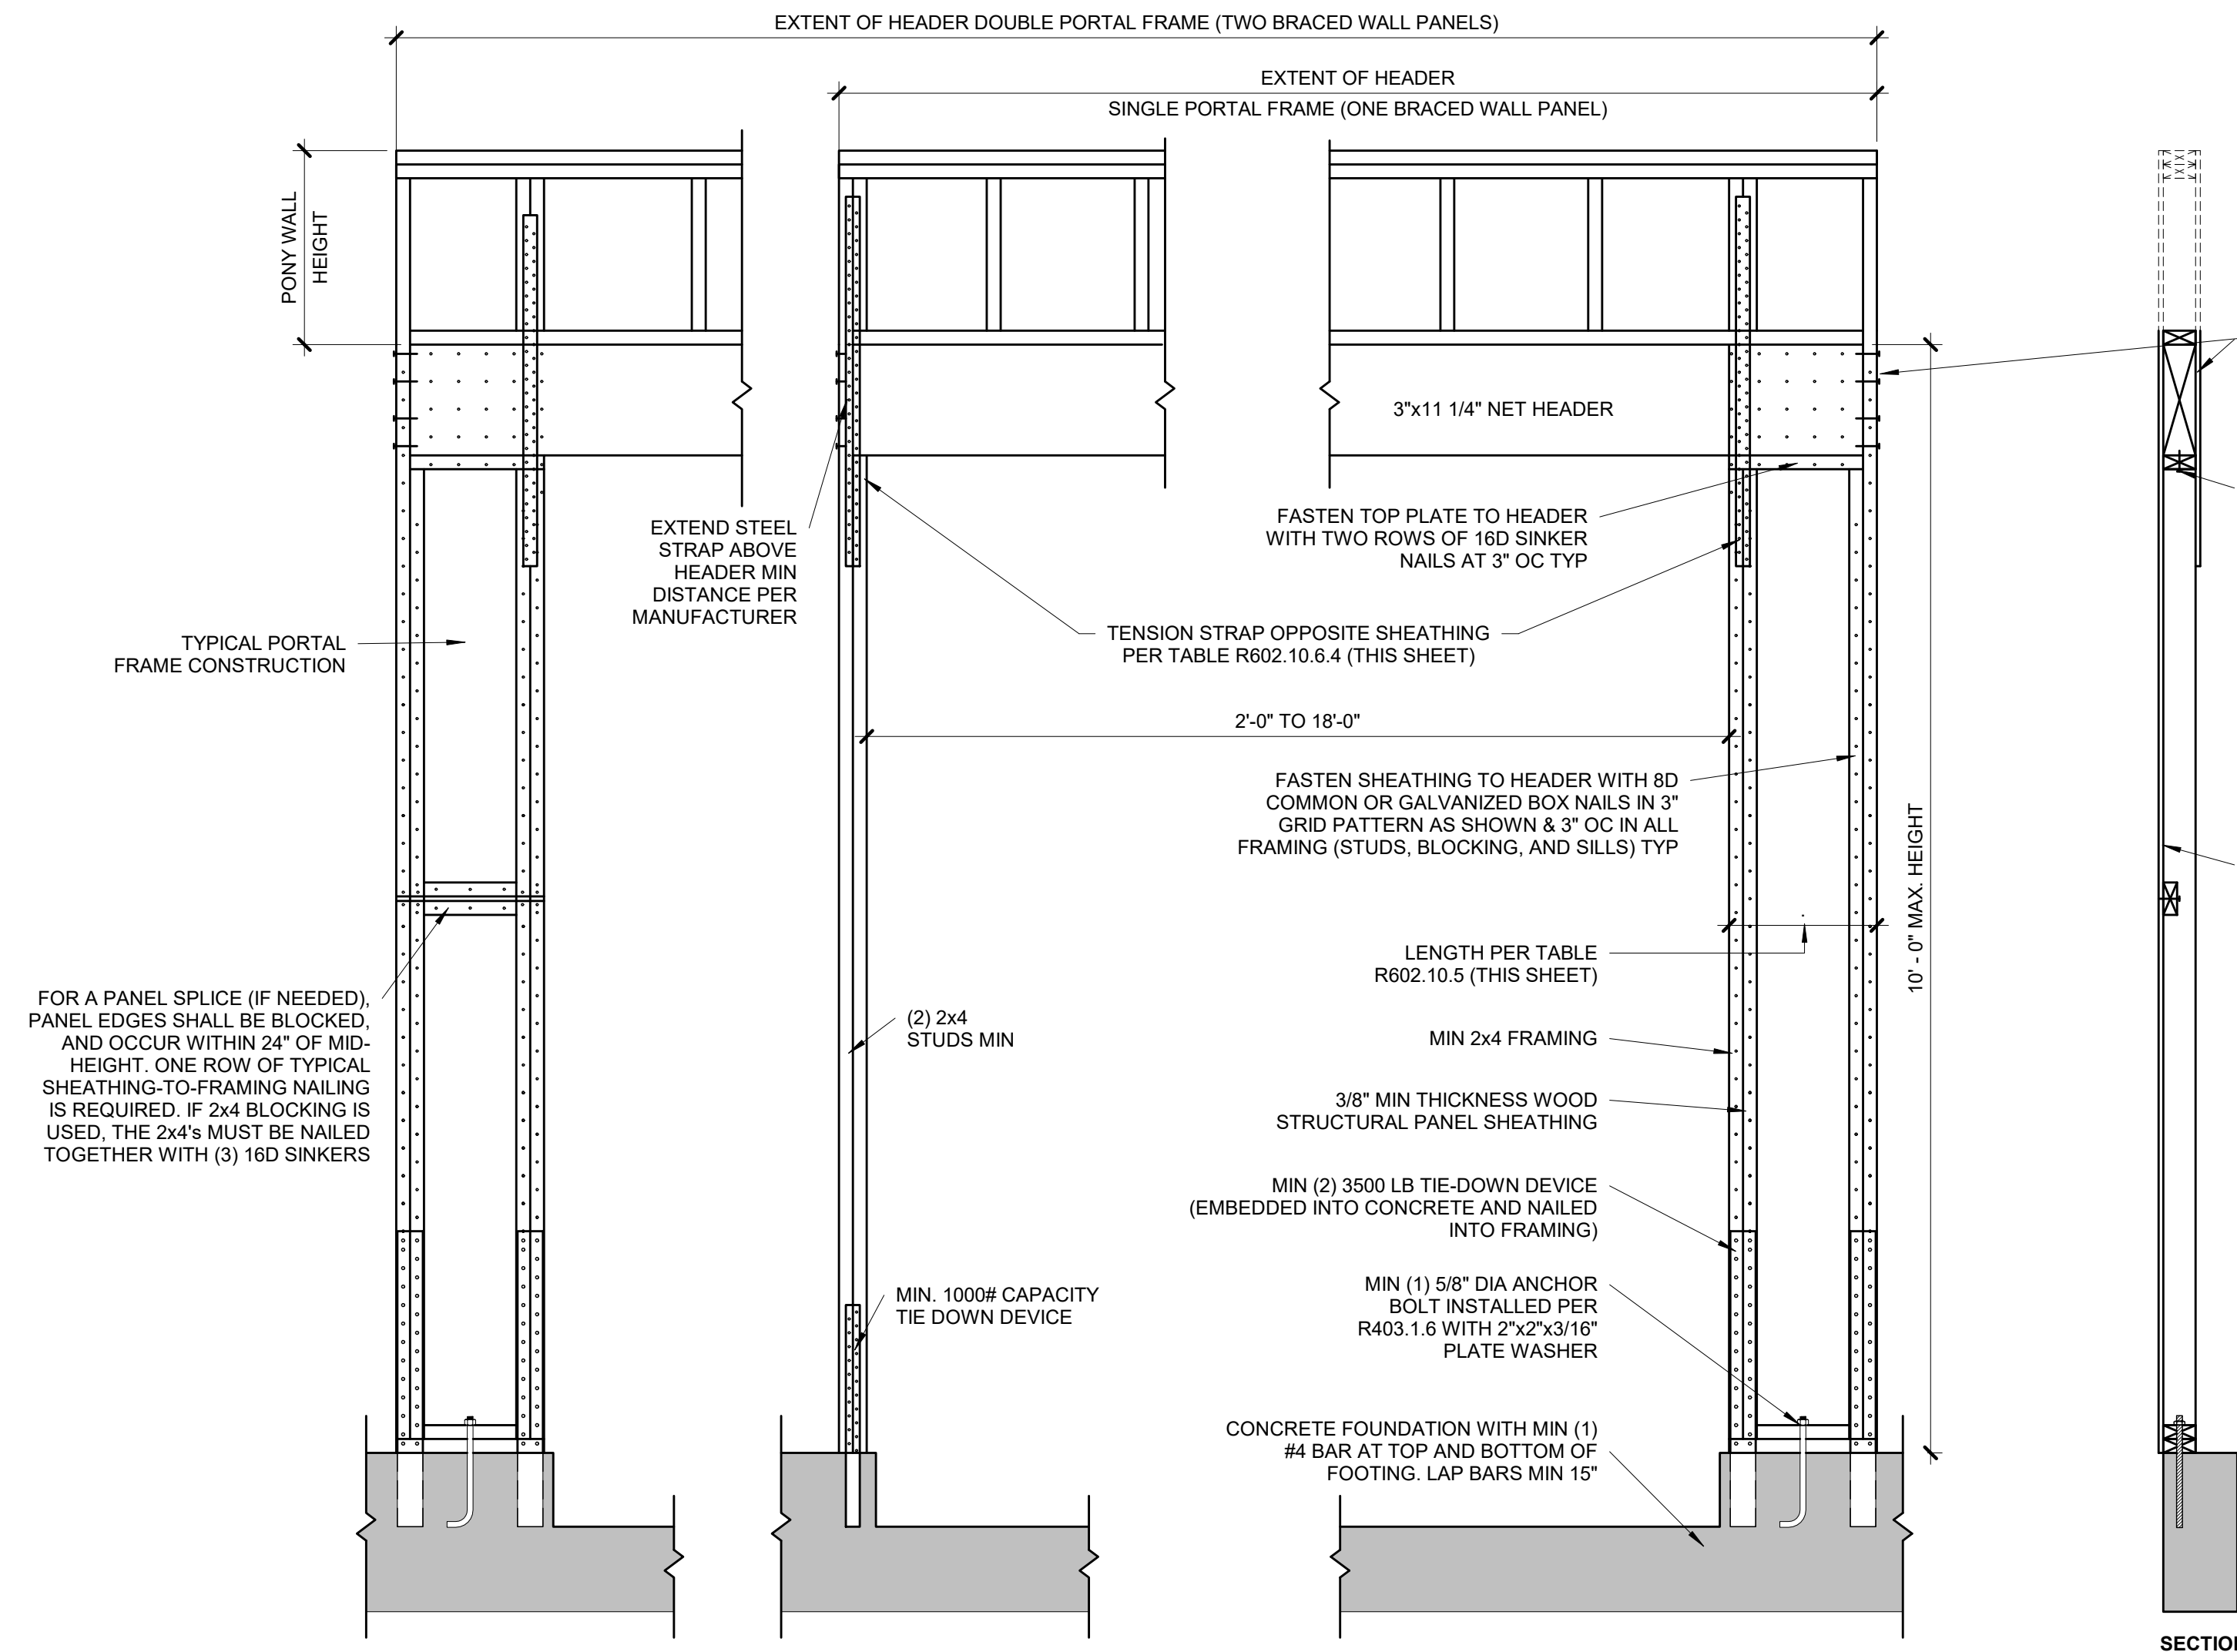 EXTENT OF HEADER DOUBLE PORTAL FRAME (TWO BRACED WALL PANELS)
EXTENT OF HEADER
SINGLE PORTAL FRAME (ONE BRACED WALL PANEL)
PONY WALL
HEIGHT
3"x11 1/4" NET HEADER
EXTEND STEEL
STRAP ABOVE
HEADER MIN
DISTANCE PER
MANUFACTURER
FASTEN TOP PLATE TO HEADER
WITH TWO ROWS OF 16D SINKER
NAILS AT 3" OC TYP
TYPICAL PORTAL
FRAME CONSTRUCTION
TENSION STRAP OPPOSITE SHEATHING
PER TABLE R602.10.6.4 (THIS SHEET)
2'-0" TO 18'-0"
FASTEN SHEATHING TO HEADER WITH 8D
COMMON OR GALVANIZED BOX NAILS IN 3"
GRID PATTERN AS SHOWN & 3" OC IN ALL
FRAMING (STUDS, BLOCKING, AND SILLS) TYP
10' - 0" MAX. HEIGHT
LENGTH PER TABLE
R602.10.5 (THIS SHEET)
FOR A PANEL SPLICE (IF NEEDED),
PANEL EDGES SHALL BE BLOCKED,
AND OCCUR WITHIN 24" OF MID-
HEIGHT. ONE ROW OF TYPICAL
SHEATHING-TO-FRAMING NAILING
IS REQUIRED. IF 2x4 BLOCKING IS
USED, THE 2x4's MUST BE NAILED
TOGETHER WITH (3) 16D SINKERS
(2) 2x4
STUDS MIN
MIN 2x4 FRAMING
3/8" MIN THICKNESS WOOD
STRUCTURAL PANEL SHEATHING
MIN (2) 3500 LB TIE-DOWN DEVICE
(EMBEDDED INTO CONCRETE AND NAILED
INTO FRAMING)
MIN. 1000# CAPACITY
TIE DOWN DEVICE
MIN (1) 5/8" DIA ANCHOR
BOLT INSTALLED PER
R403.1.6 WITH 2"x2"x3/16"
PLATE WASHER
CONCRETE FOUNDATION WITH MIN (1)
#4 BAR AT TOP AND BOTTOM OF
FOOTING. LAP BARS MIN 15"
SECTION